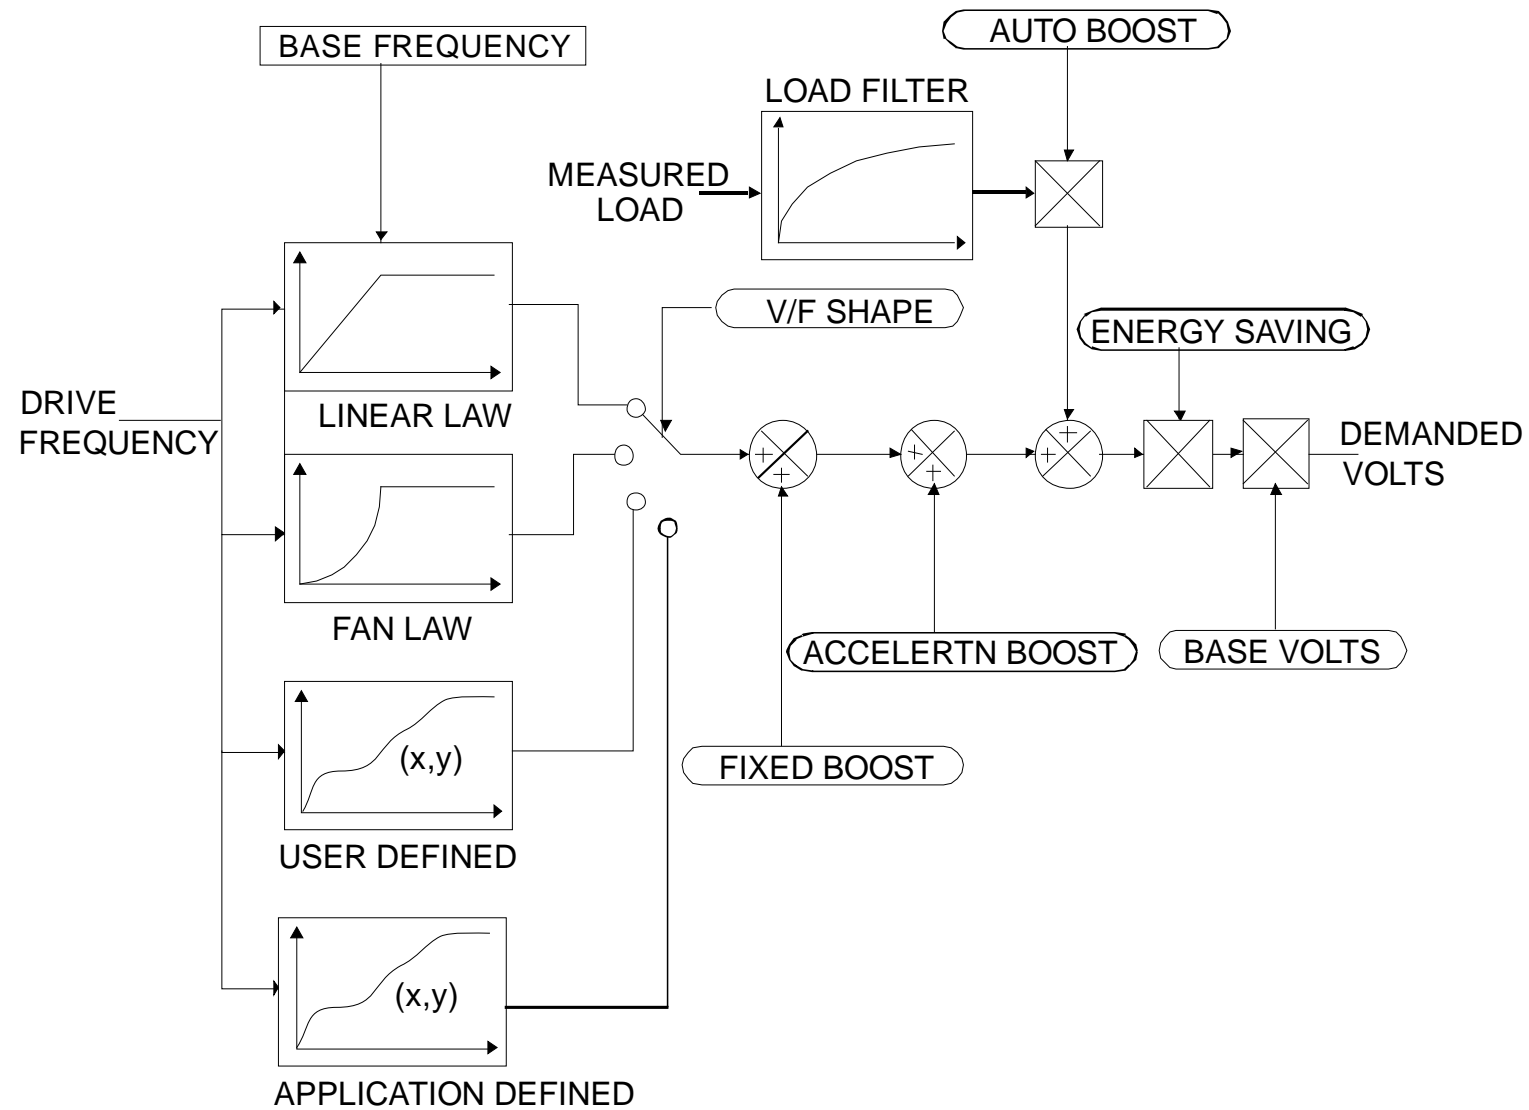 BASE FREQUENCY
AUTO BOOST
LOAD FILTER
MEASURED
LOAD
V/F SHAPE
ENERGY SAVING
DRIVE
FREQUENCY
LINEAR LAW
+
+
+
+
+
+
DEMANDED
VOLTS
FAN LAW
ACCELERTN BOOST
BASE VOLTS
(x,y)
FIXED BOOST
USER DEFINED
(x,y)
APPLICATION DEFINED